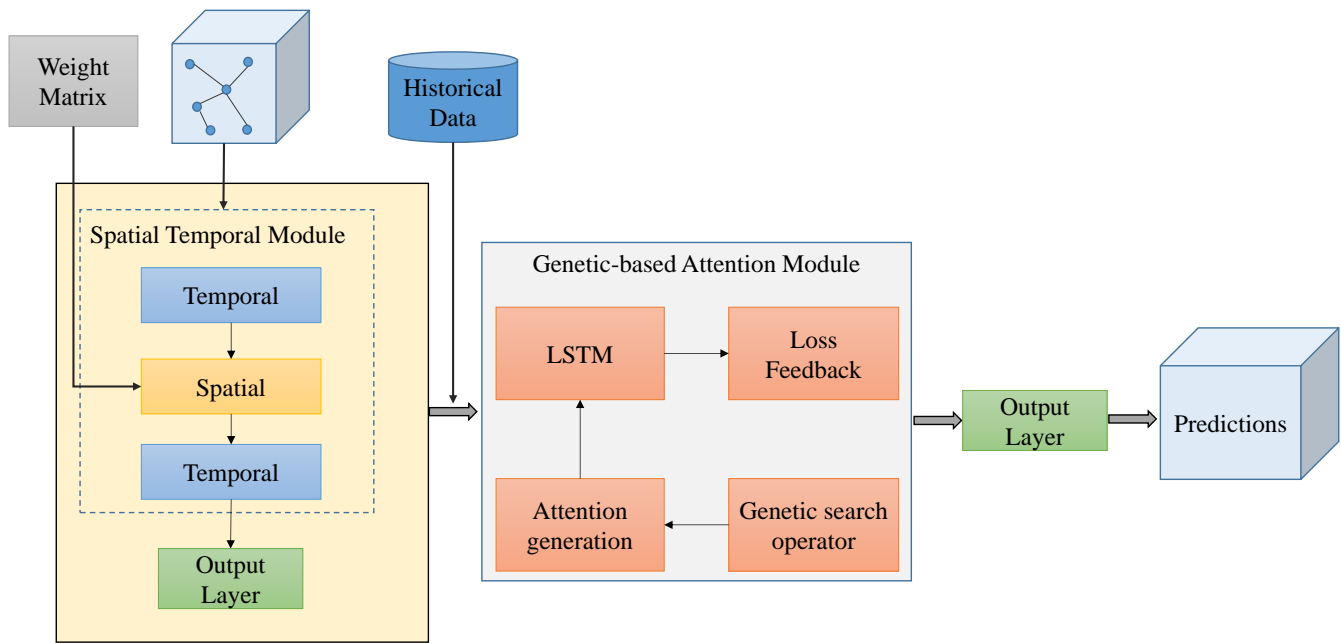 Weight
Matrix
Historical
Data
Spatial Temporal Module
Temporal
Spatial
Temporal
Output
Layer
Genetic-based Attention Module
LSTM
Loss
Feedback
Attention
generation
Genetic search
operator
Output
Layer
Predictions